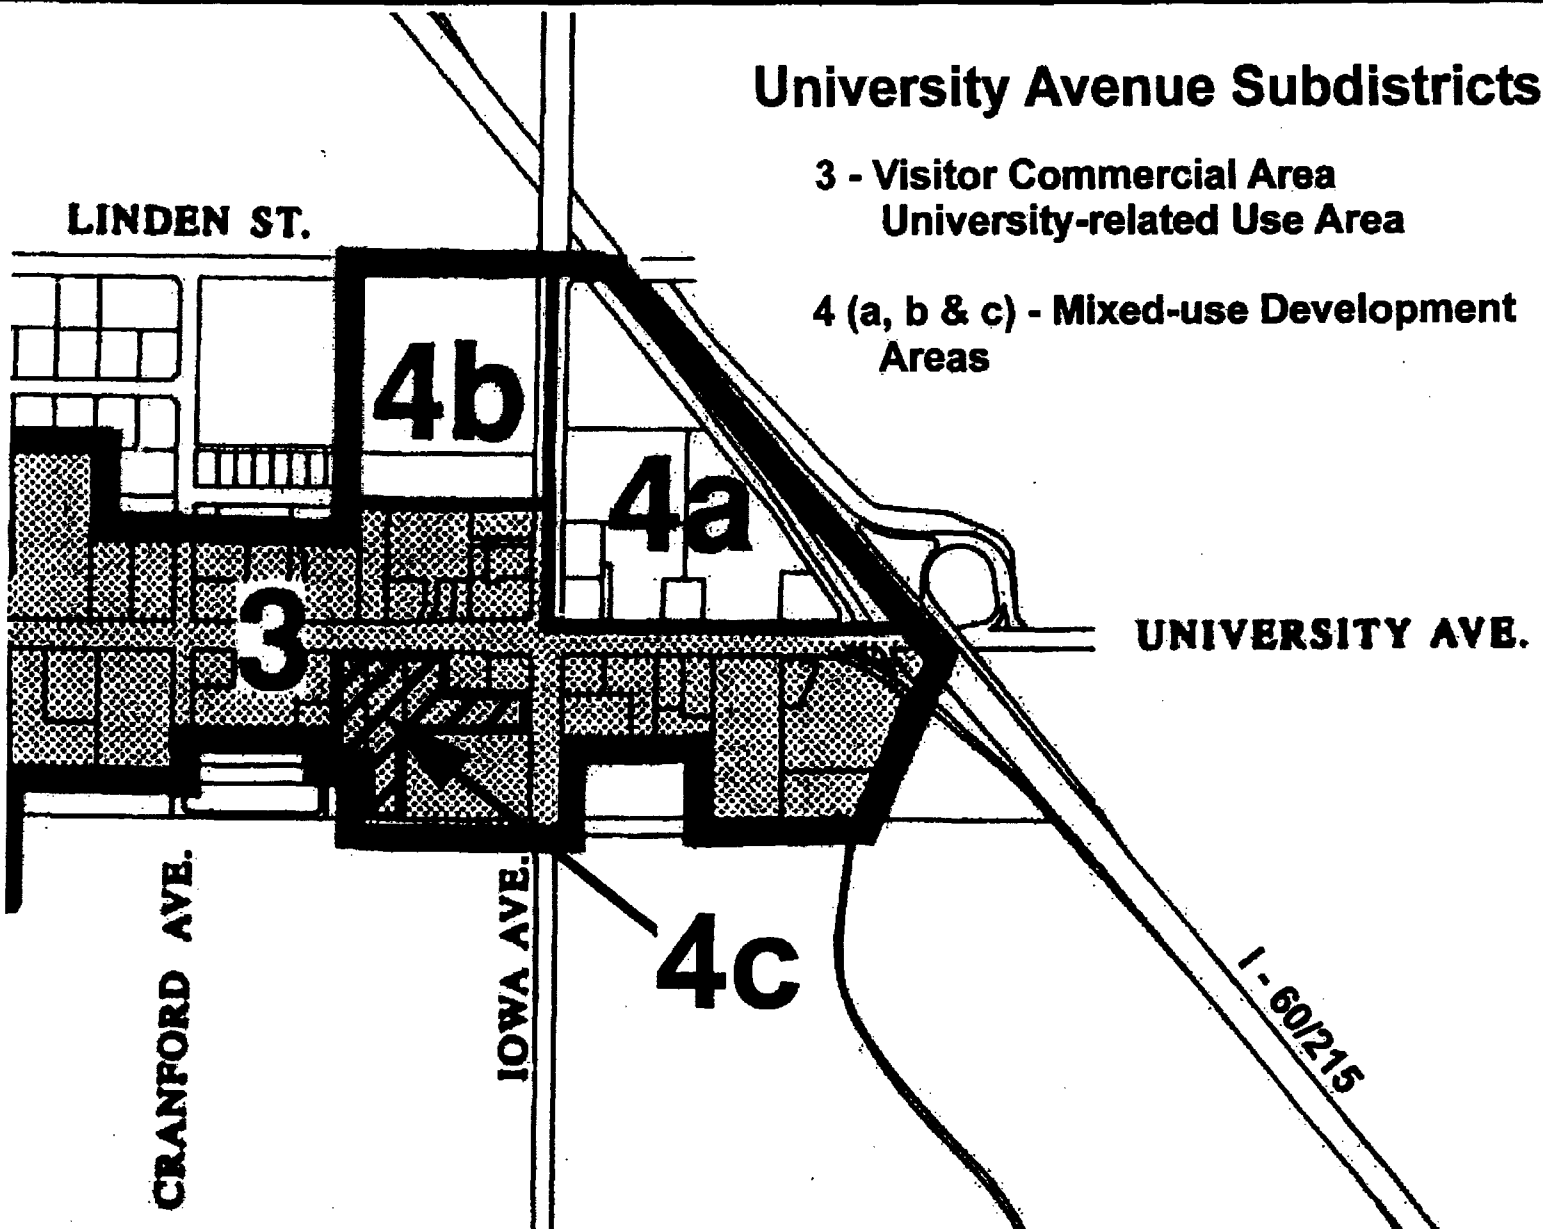 University Avenue Subdistricts
3 - Visitor Commercial Area
University-related Use Area
LINDEN ST.
4 (a, b & c) - Mixed-use Development
Areas
4b
4a
3
UNIVERSITY AVE.
4c
CRANFORD AVE.
IOWA AVE.
I - 60/215